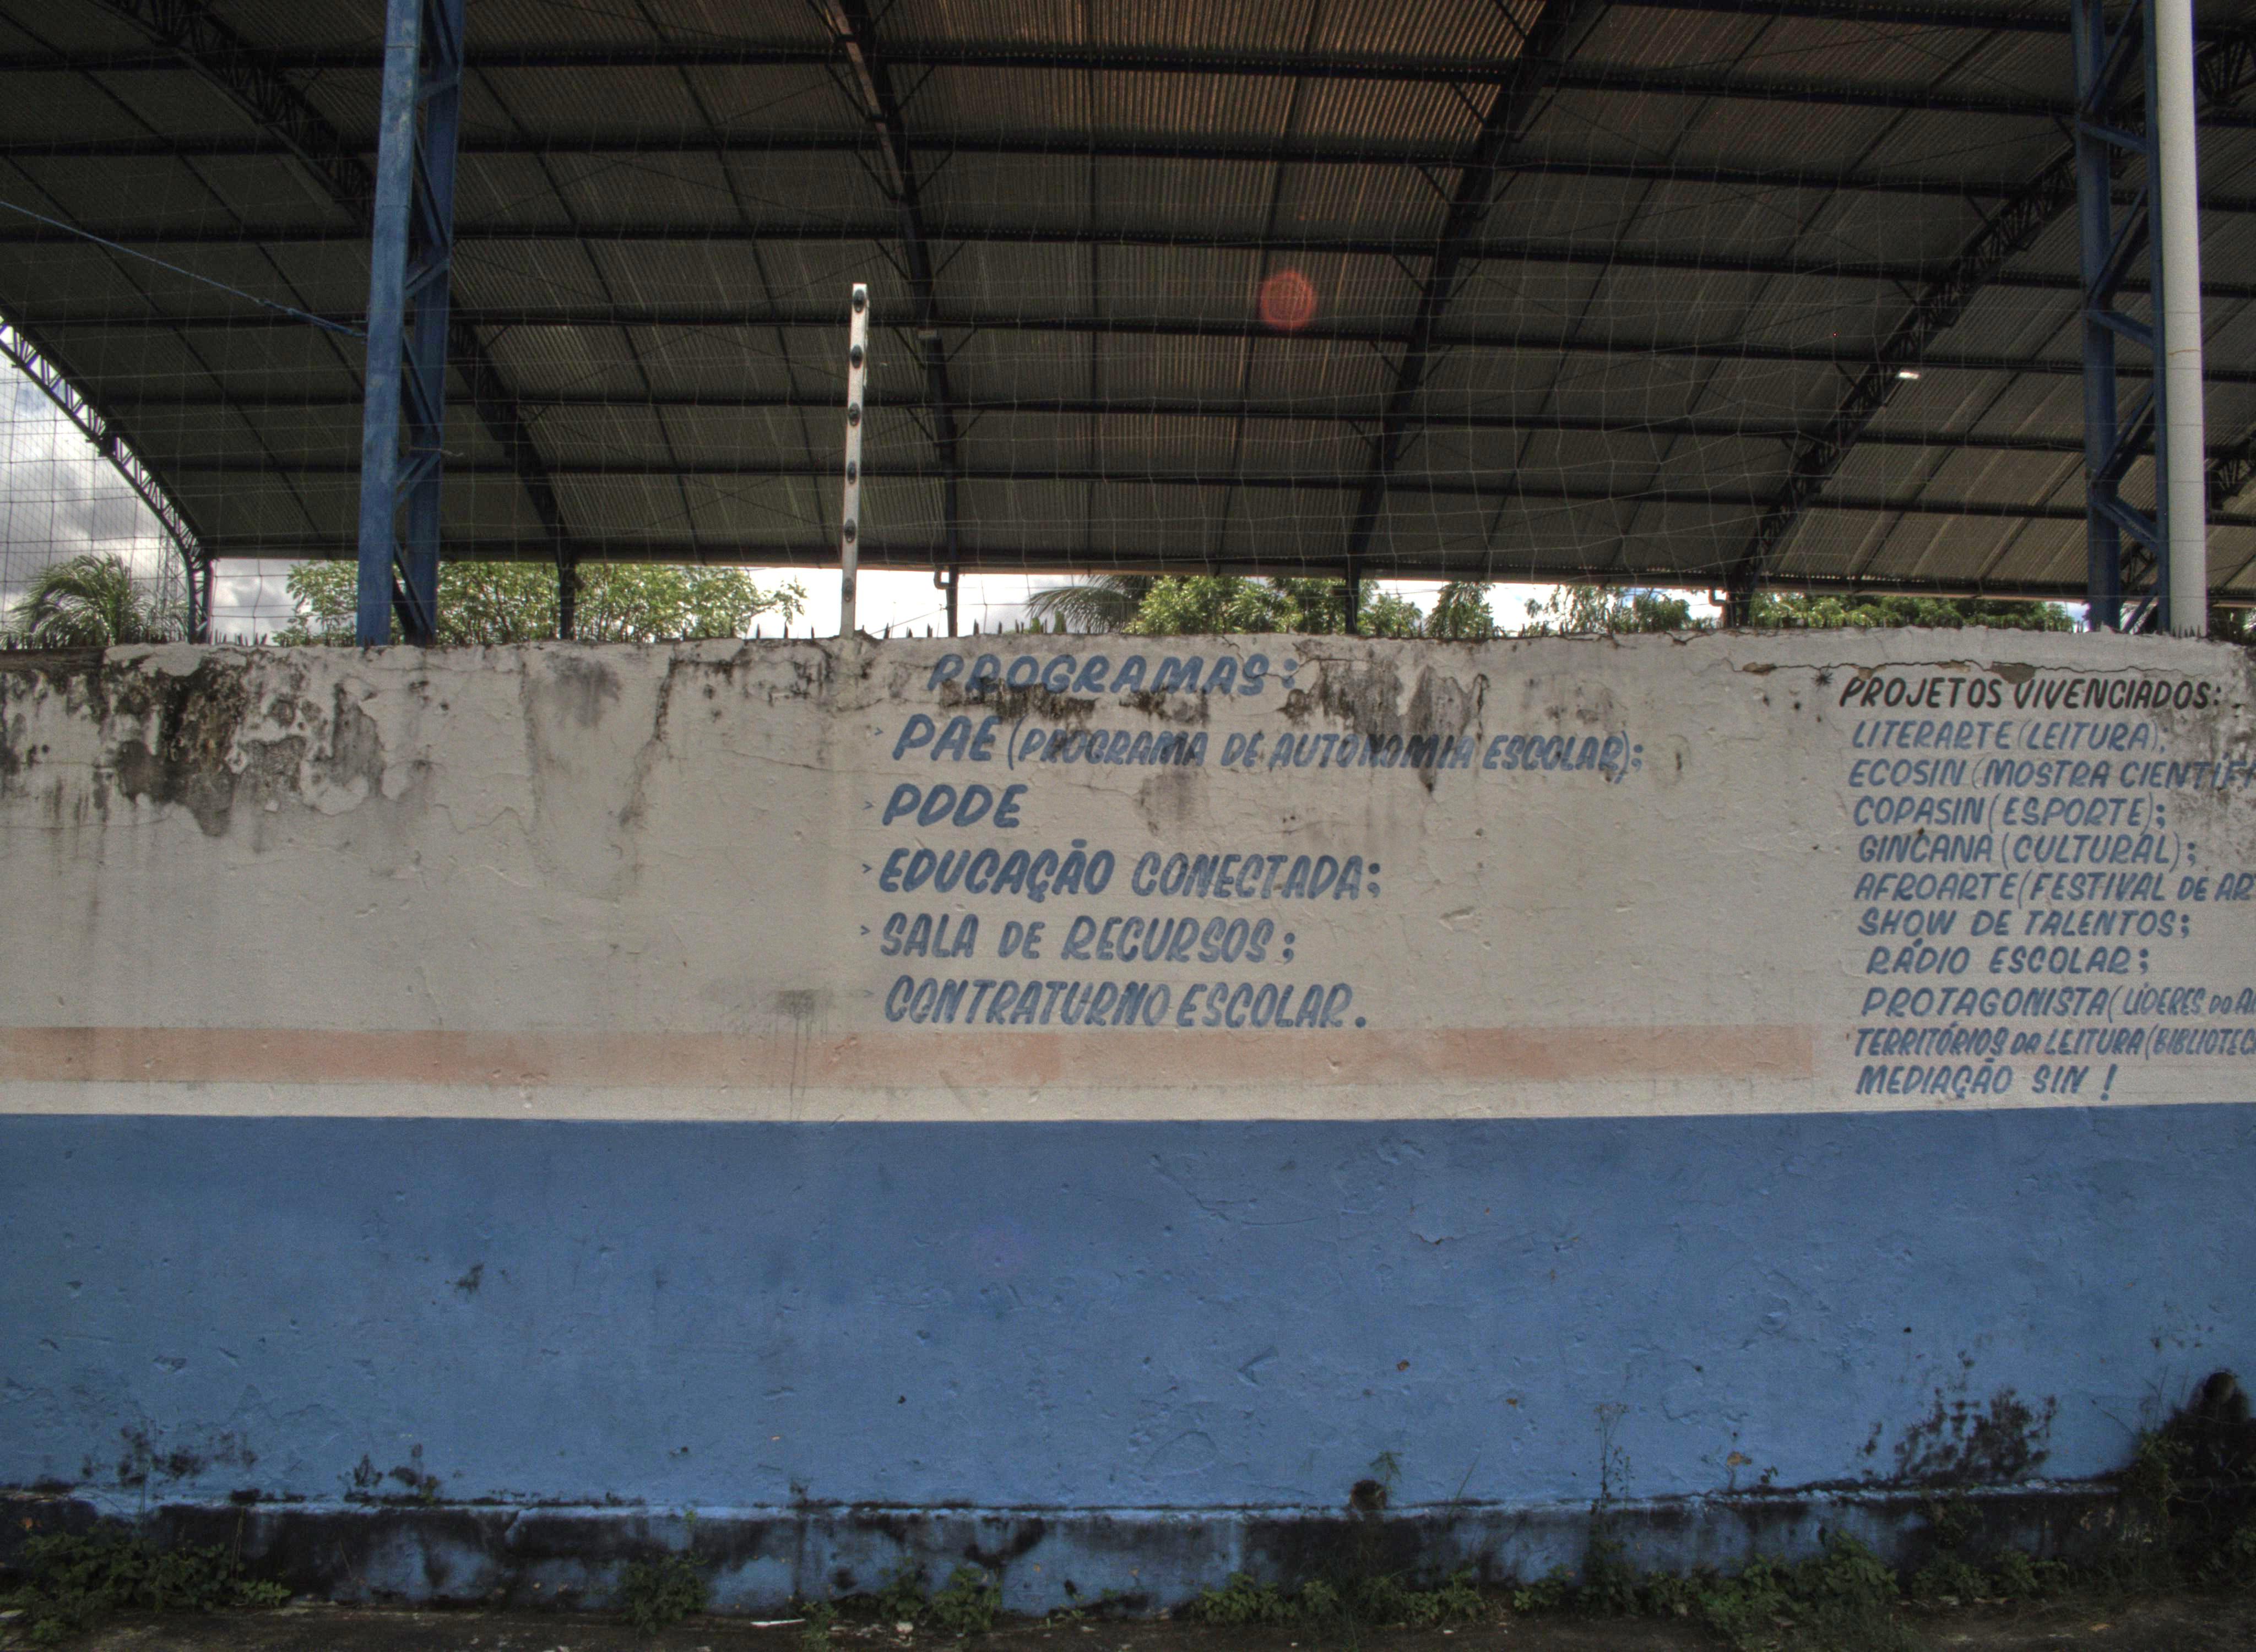 PROGRAMAS:
> PAE (PROGRAMA DE AUTONOMIA ESCOLAR);
> PDDE
> EDUCAÇÃO CONECTADA;
> SALA DE RECURSOS;
> CONTRATURNO ESCOLAR.
* PROJETOS VIVENCIADOS:
LITERARTE (LEITURA),
ECOSIN (MOSTRA
COPASIN (ESPORTE);
GINCANA (CULTURAL);
AFROARTE (FESTIVAL DE
SHOW DE TALENTOS;
RÁDIO ESCOLAR;
PROTAGONISTA (LÍDERES DO
TERRITÓRIOS DA LEITURA
MEDIAÇÃO SIN !